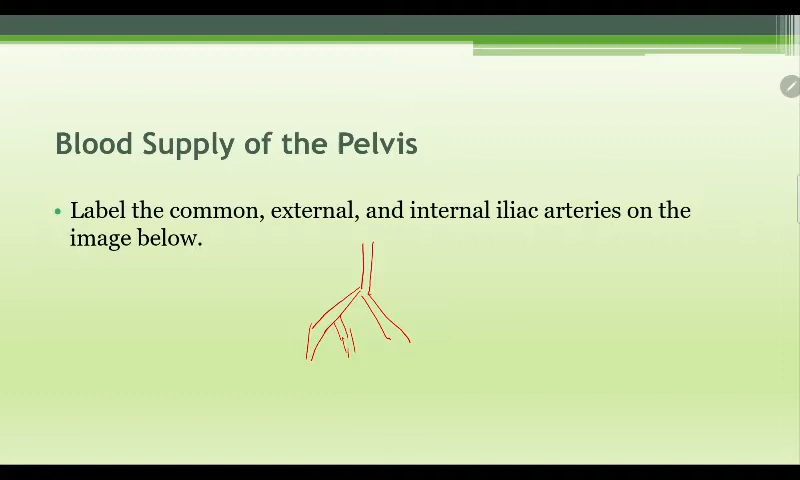 Blood Supply of the Pelvis
• Label the common, external, and internal iliac arteries on the
image below.